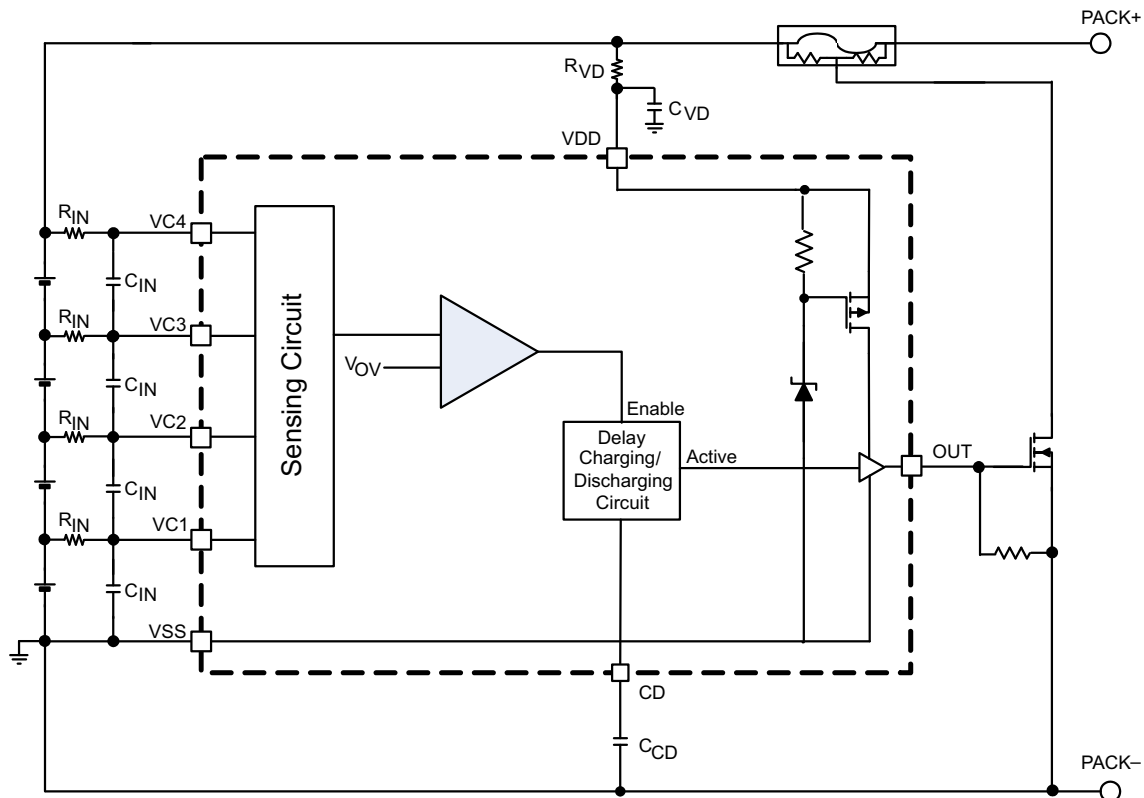 PACK+
RVD
CVD
VDD
RIN
VC4
CIN
RIN
VC3
CIN
RIN
VC2
CIN
RIN
VC1
CIN
VSS
Sensing Circuit
VOV
Enable
Delay
Charging/
Discharging
Circuit
Active
OUT
CD
CCD
PACK–